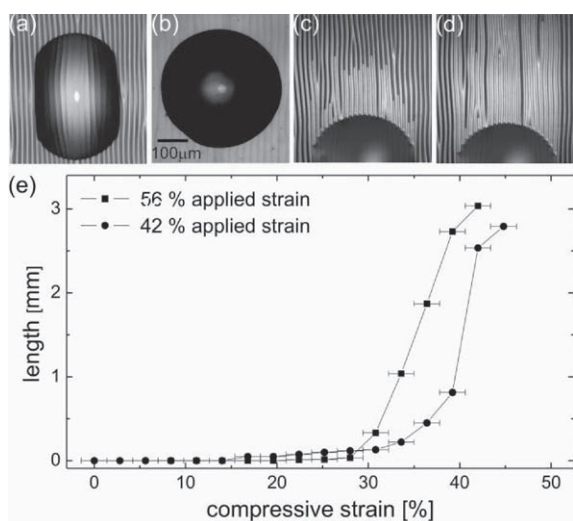 (a)
(b)
(c)
(d)
100μm
(e)
56 % applied strain
42 % applied strain
3
2
1
0
length [mm]
0 10 20 30 40 50
compressive strain [%]